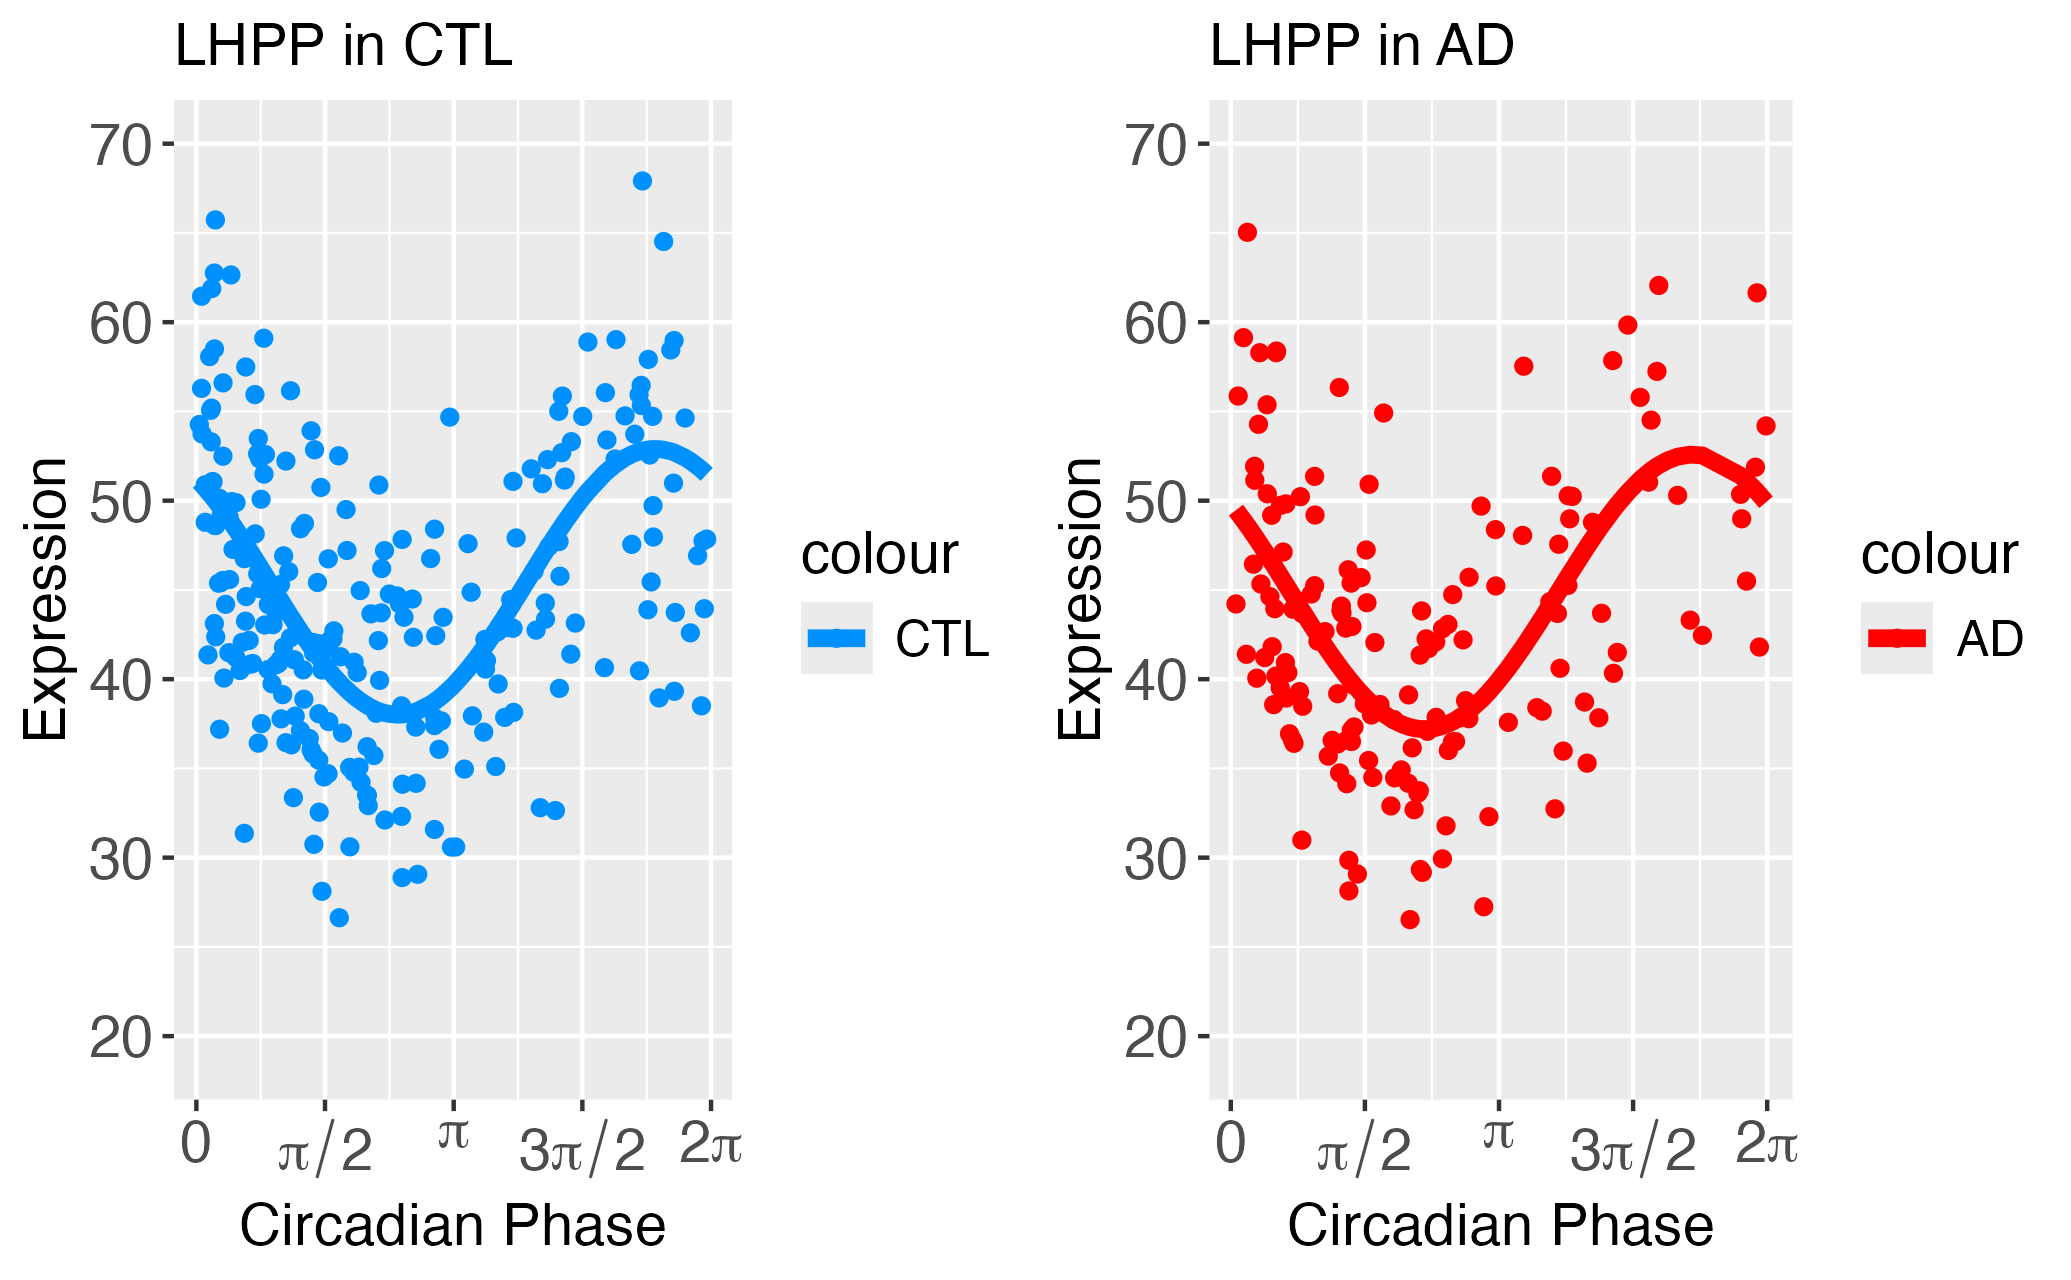 LHPP in CTL
70
60
50
40
30
20
Expression
0 π/2 π 3π/2 2π
Circadian Phase
colour
CTL
LHPP in AD
70
60
50
40
30
20
Expression
0 π/2 π 3π/2 2π
Circadian Phase
colour
AD